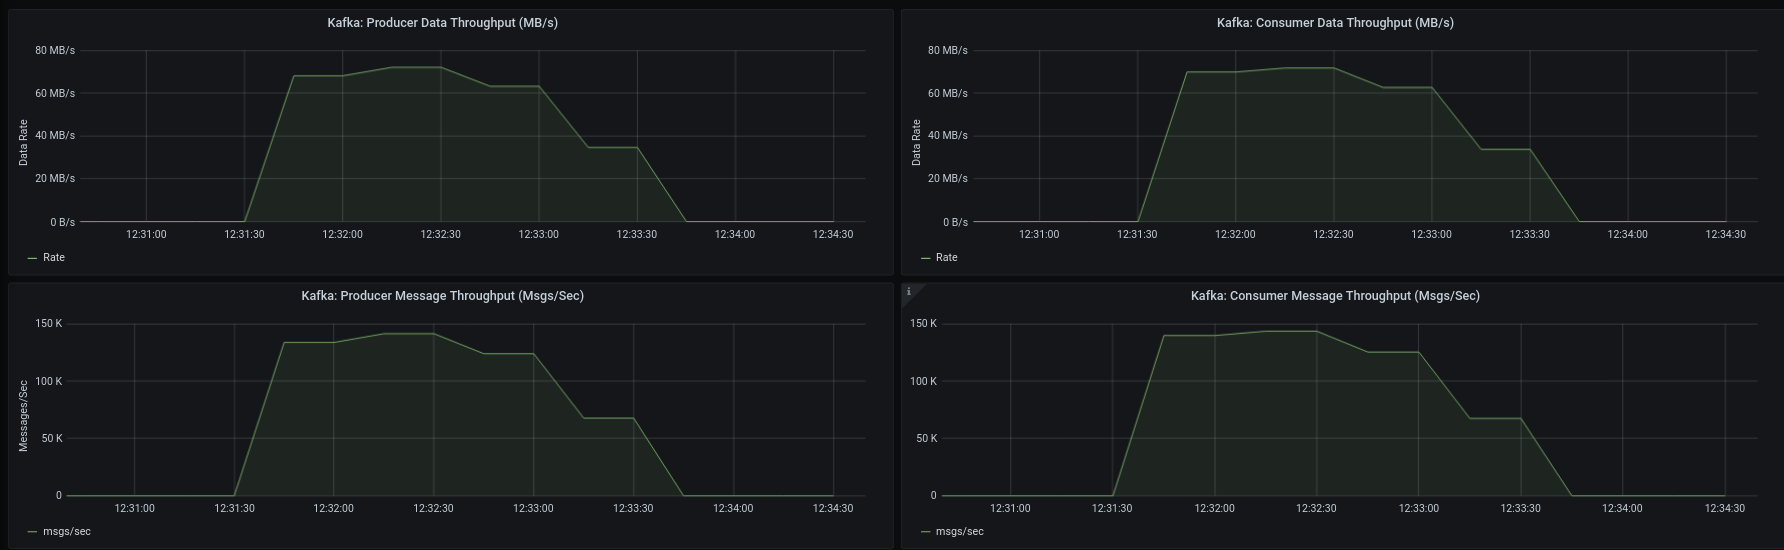 Kafka: Producer Data Throughput (MB/s)
80 MB/s
60 MB/s
40 MB/s
20 MB/s
0 B/s
Data Rate
12:31:00 12:31:30 12:32:00 12:32:30 12:33:00 12:33:30 12:34:00 12:34:30
Rate
Kafka: Consumer Data Throughput (MB/s)
80 MB/s
60 MB/s
40 MB/s
20 MB/s
0 B/s
Data Rate
12:31:00 12:31:30 12:32:00 12:32:30 12:33:00 12:33:30 12:34:00 12:34:30
Rate
Kafka: Producer Message Throughput (Msgs/Sec)
150 K
100 K
50 K
0
Messages/Sec
12:31:00 12:31:30 12:32:00 12:32:30 12:33:00 12:33:30 12:34:00 12:34:30
msgs/sec
i
Kafka: Consumer Message Throughput (Msgs/Sec)
150 K
100 K
50 K
0
12:31:00 12:31:30 12:32:00 12:32:30 12:33:00 12:33:30 12:34:00 12:34:30
msgs/sec